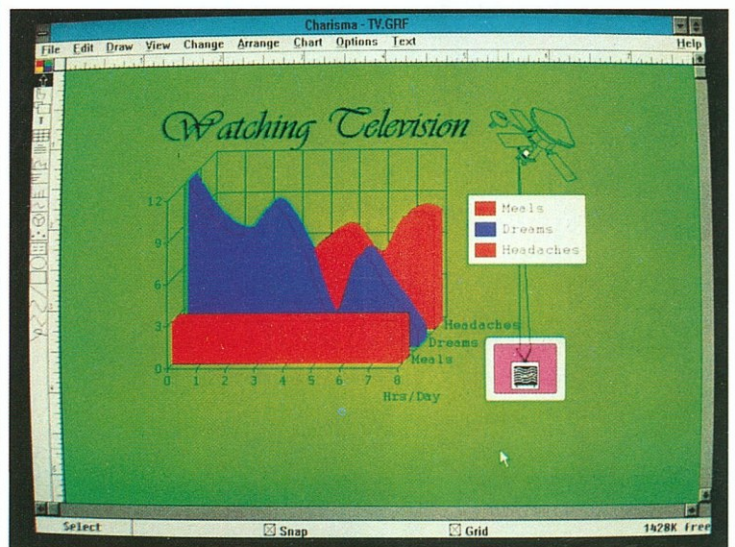 Charisma - TV.GRF
File Edit Draw View Change Arrange Chart Options Text Help
Watching Television
12
9
6
3
0
0 1 2 3 4 5 6 7 8
Hrs/Day
Headaches
Dreams
Meals
Meals
Dreams
Headaches
Select Snap Grid 1428K free